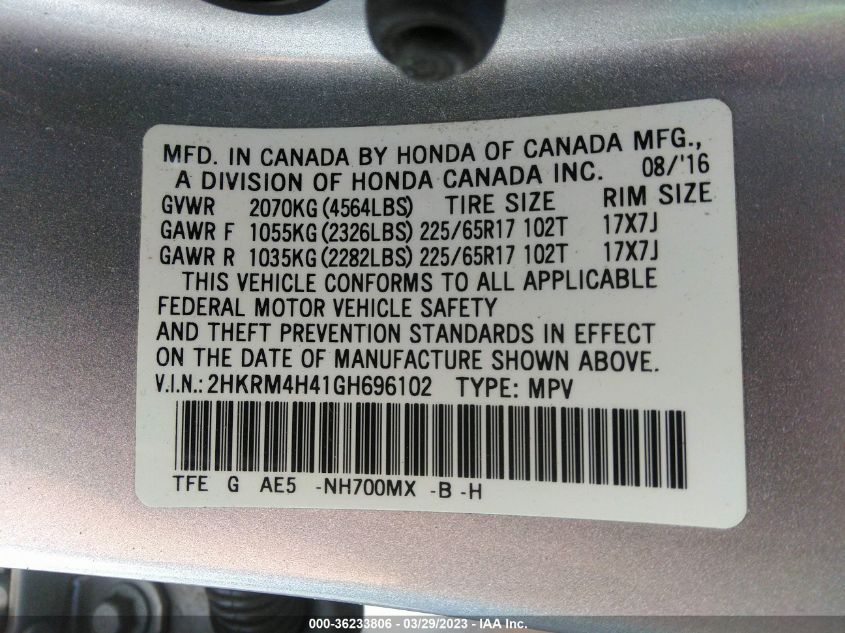 MFD. IN CANADA BY HONDA OF CANADA MFG.,
A DIVISION OF HONDA CANADA INC. 08/'16
GVWR 2070KG (4564LBS) TIRE SIZE RIM SIZE
GAWR F 1055KG (2326LBS) 225/65R17 102T 17X7J
GAWR R 1035KG (2282LBS) 225/65R17 102T 17X7J
THIS VEHICLE CONFORMS TO ALL APPLICABLE
FEDERAL MOTOR VEHICLE SAFETY
AND THEFT PREVENTION STANDARDS IN EFFECT
ON THE DATE OF MANUFACTURE SHOWN ABOVE.
V.I.N.: 2HKRM4H41GH696102 TYPE: MPV
TFE G AE5 -NH700MX -B -H
000-36233806 - 03/29/2023 - IAA Inc.